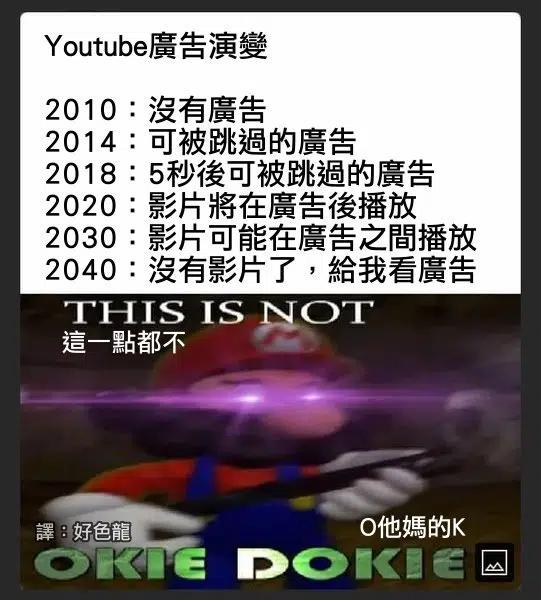 Youtube廣告演變
2010：沒有廣告
2014：可被跳過的廣告
2018：5秒後可被跳過的廣告
2020：影片將在廣告後播放
2030：影片可能在廣告之間播放
2040：沒有影片了，給我看廣告
THIS IS NOT
這一點都不
譯：好色龍
O他媽的K
OKIE DOKIE